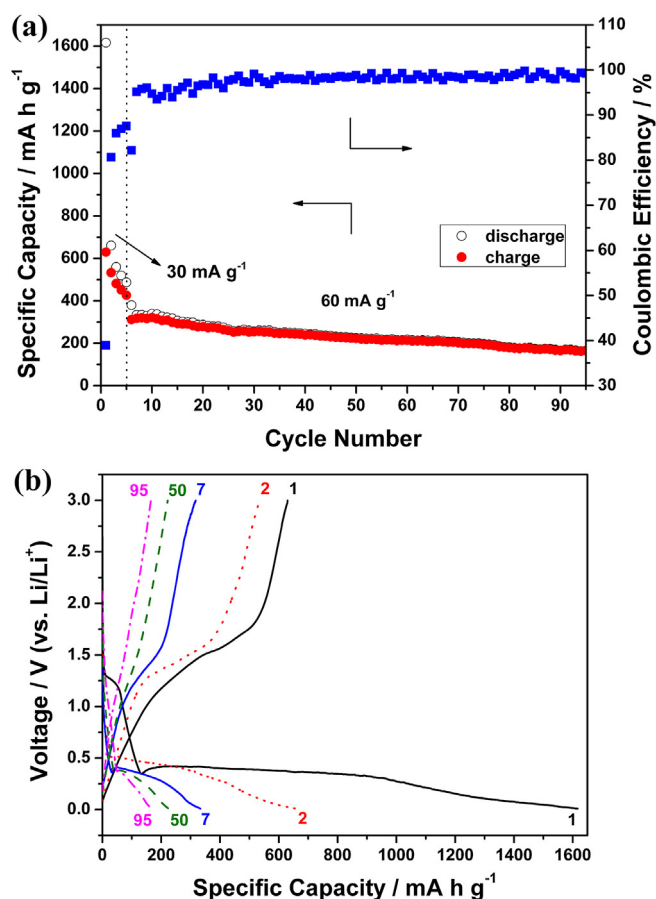 (a)
1600
1400
1200
1000
800
600
400
200
0
Specific Capacity / mA h g-1
110
100
90
80
70
60
50
40
30
Coulombic Efficiency / %
30 mA g-1
60 mA g-1
discharge
charge
0 10 20 30 40 50 60 70 80 90
Cycle Number
(b)
95 50 7 2 1
3.0
2.5
2.0
1.5
1.0
0.5
0.0
Voltage / V (vs. Li/Li+)
95 50 7 2 1
0 200 400 600 800 1000 1200 1400 1600
Specific Capacity / mA h g-1